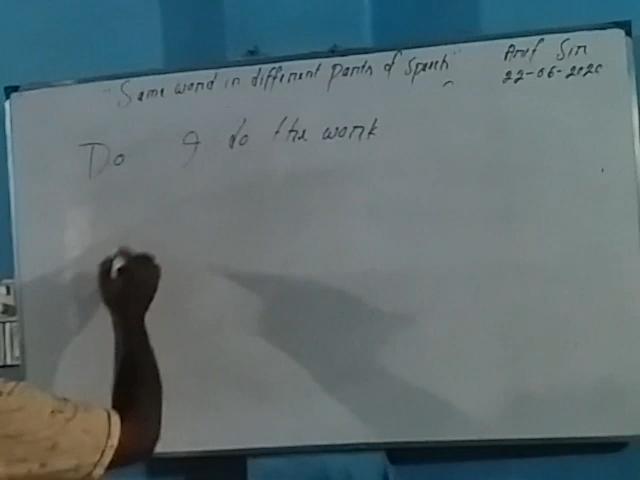 "Same word in different parts of speech"
Arif Sir
22-06-2020
Do I do the work